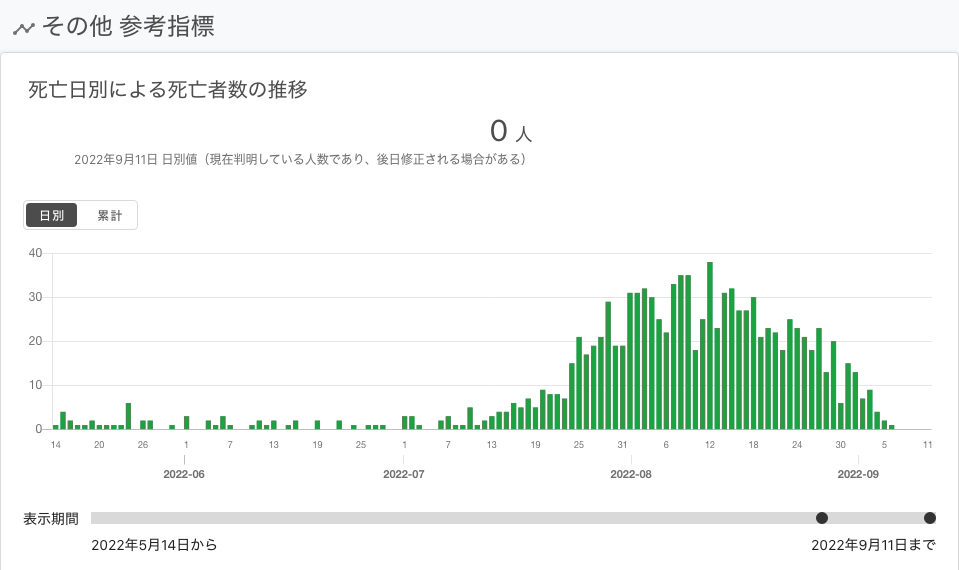 その他 参考指標
死亡日別による死亡者数の推移
0 人
2022年9月11日 日別値（現在判明している人数であり、後日修正される場合がある）
日別 累計
40
30
20
10
0
14 20 26 1 7 13 19 25 1 7 13 19 25 31 6 12 18 24 30 5 11
2022-06 2022-07 2022-08 2022-09
表示期間
2022年5月14日から 2022年9月11日まで